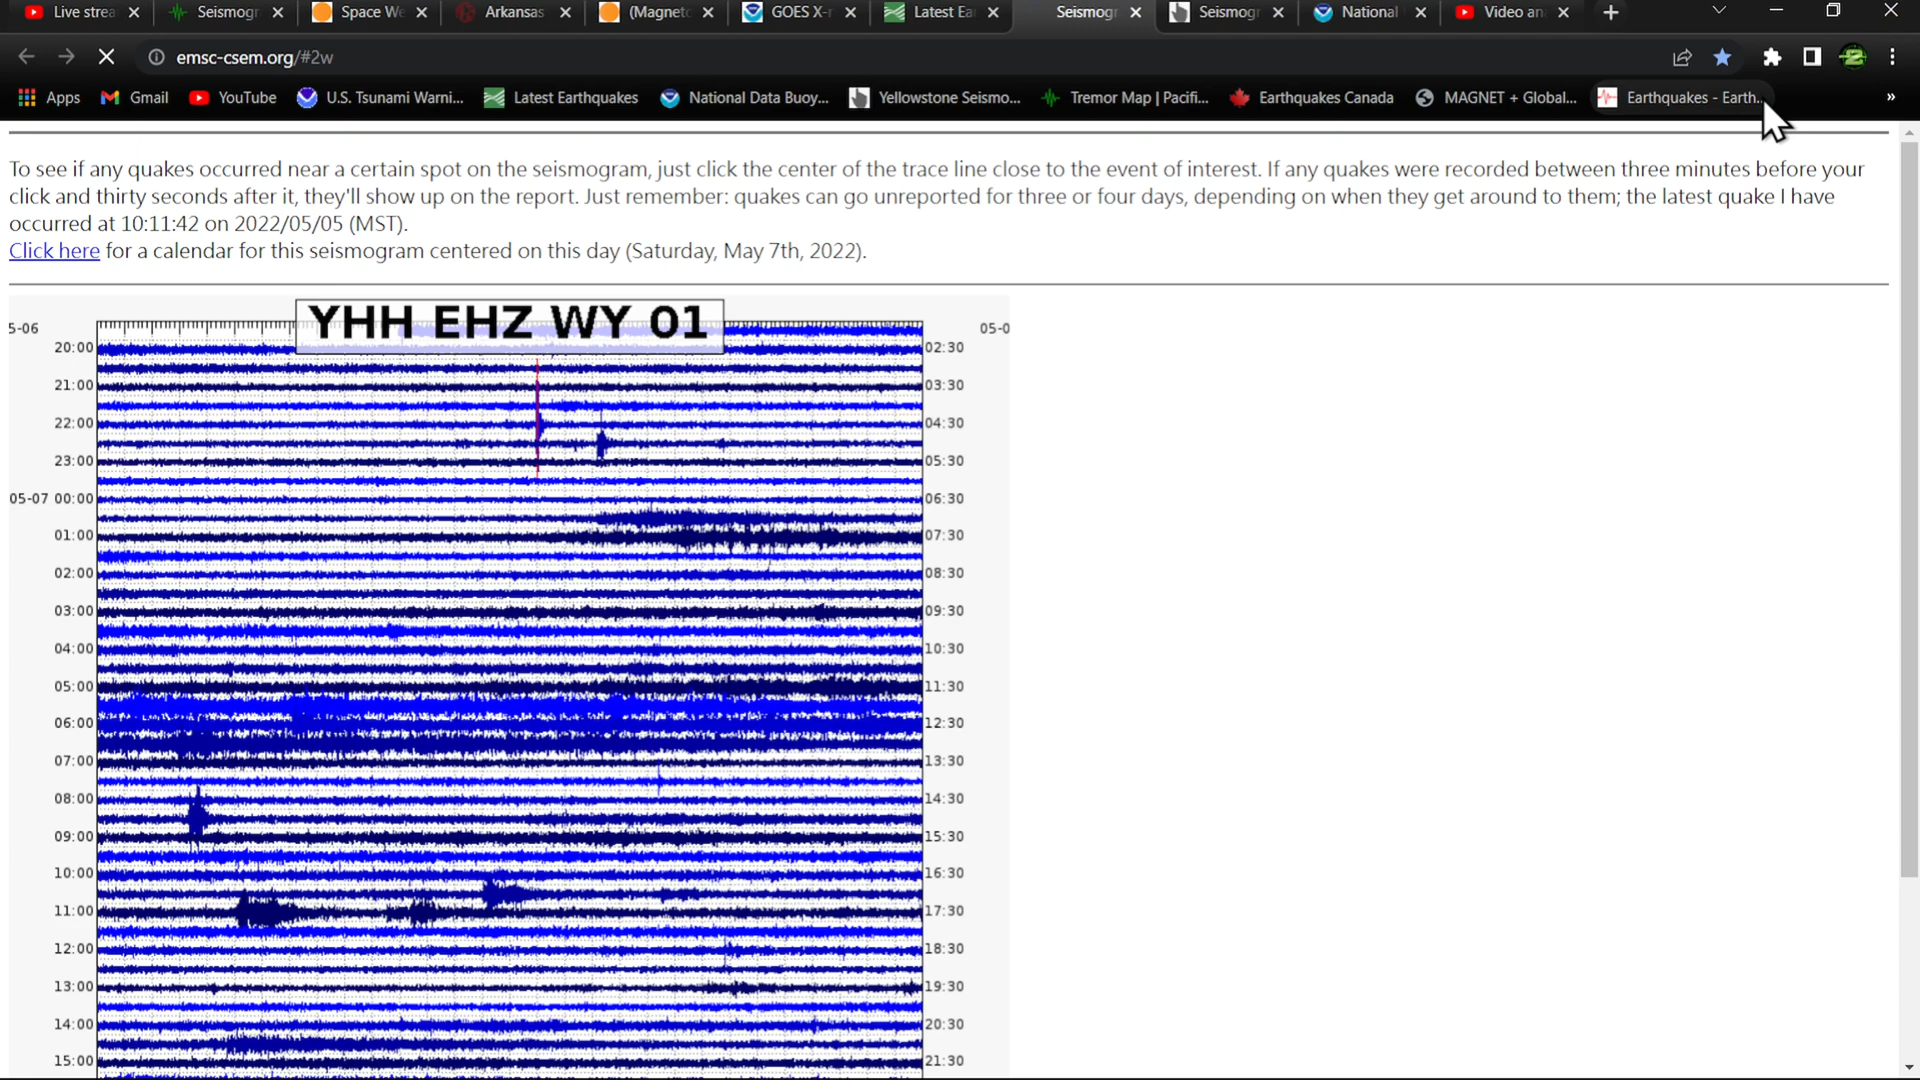 Live strea
Seismogr
Space We
Arkansas
(Magneto
GOES X-r
Latest Ea
Seismogr
Seismogr
National
Video an
emsc-csem.org/#2w
Apps
Gmail
YouTube
U.S. Tsunami Warni...
Latest Earthquakes
National Data Buoy...
Yellowstone Seismo...
Tremor Map | Pacifi...
Earthquakes Canada
MAGNET + Global...
Earthquakes - Earth...
»
To see if any quakes occurred near a certain spot on the seismogram, just click the center of the trace line close to the event of interest. If any quakes were recorded between three minutes before your
click and thirty seconds after it, they'll show up on the report. Just remember: quakes can go unreported for three or four days, depending on when they get around to them; the latest quake I have
occurred at 10:11:42 on 2022/05/05 (MST).
Click here for a calendar for this seismogram centered on this day (Saturday, May 7th, 2022).
YHH EHZ WY 01
5-06 05-0
20:00 02:30
21:00 03:30
22:00 04:30
23:00 05:30
05-07 00:00 06:30
01:00 07:30
02:00 08:30
03:00 09:30
04:00 10:30
05:00 11:30
06:00 12:30
07:00 13:30
08:00 14:30
09:00 15:30
10:00 16:30
11:00 17:30
12:00 18:30
13:00 19:30
14:00 20:30
15:00 21:30